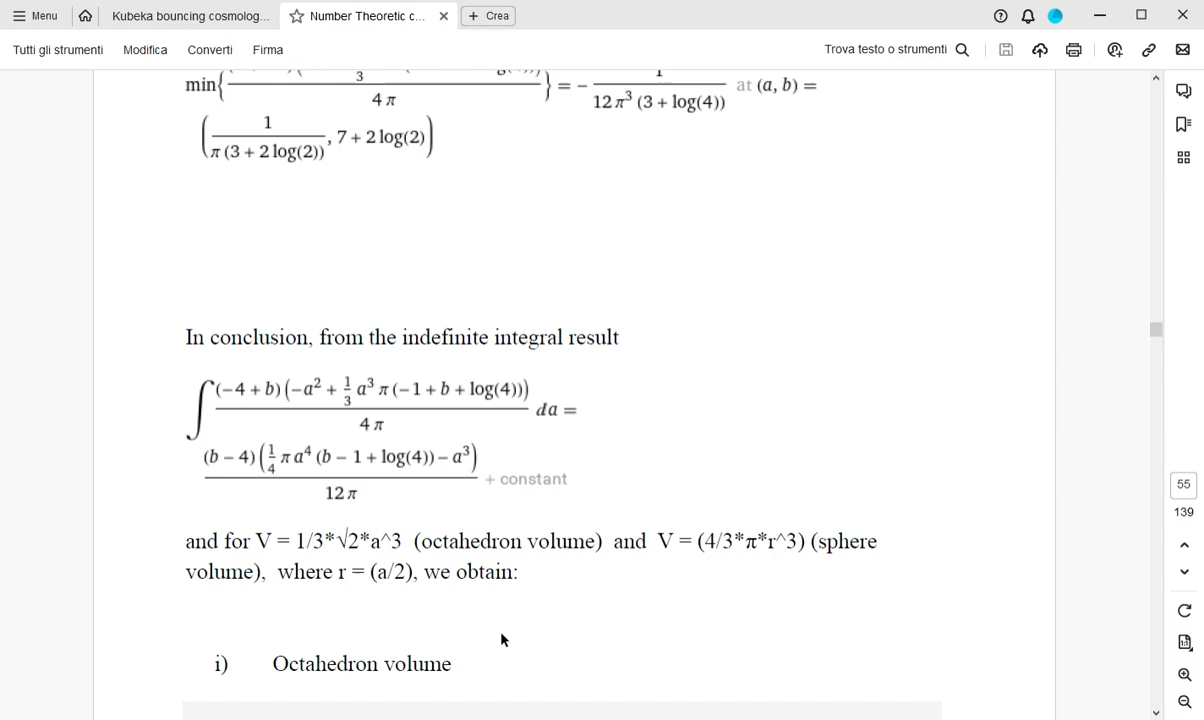 Menu
Kubeka bouncing cosmolog...
Number Theoretic c...
Crea
Tutti gli strumenti
Modifica
Converti
Firma
Trova testo o strumenti
min{ 3 / 4 π } = − 1 / 12 π³ (3 + log(4)) at (a, b) =
(1 / π (3 + 2 log(2)), 7 + 2 log(2))
In conclusion, from the indefinite integral result
∫ (−4 + b) (−a² + 1/3 a³ π (−1 + b + log(4))) / 4 π da =
(b − 4) (1/4 π a⁴ (b − 1 + log(4)) − a³) / 12 π + constant
and for V = 1/3*√2*a^3 (octahedron volume) and V = (4/3*π*r^3) (sphere
volume), where r = (a/2), we obtain:
i) Octahedron volume
55
139